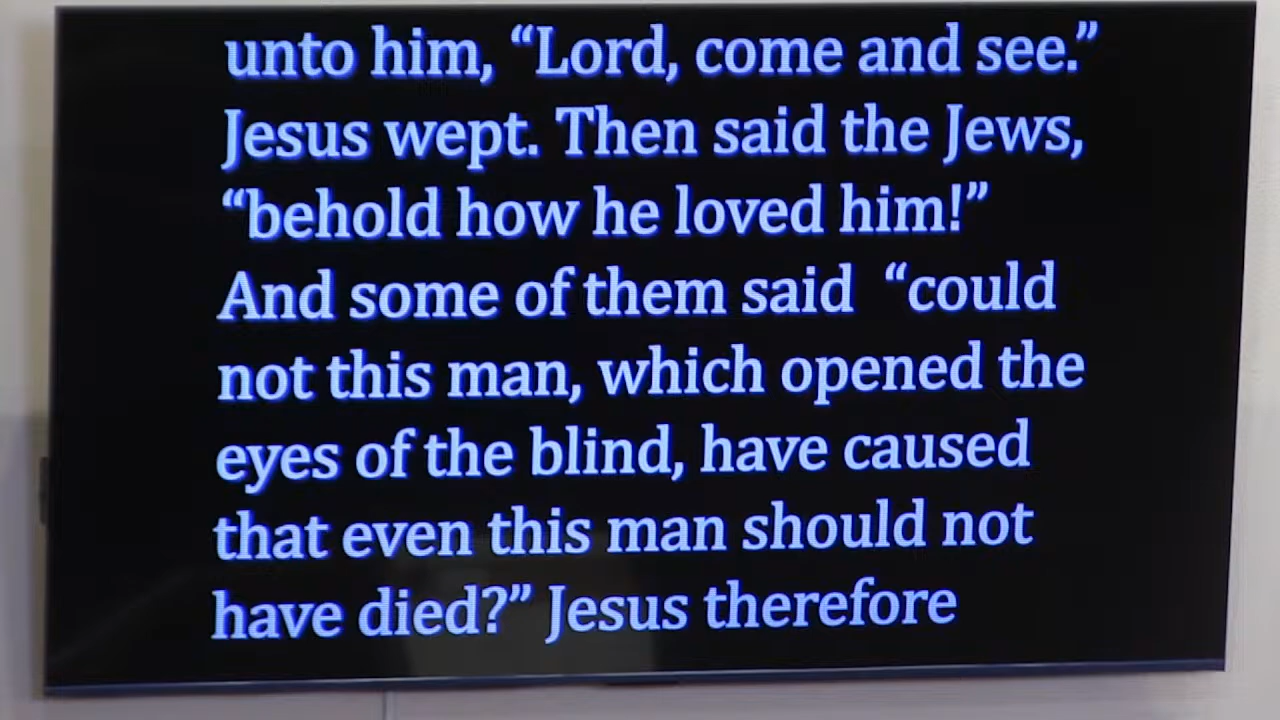 unto him, “Lord, come and see.”
Jesus wept. Then said the Jews,
“behold how he loved him!”
And some of them said “could
not this man, which opened the
eyes of the blind, have caused
that even this man should not
have died?” Jesus therefore